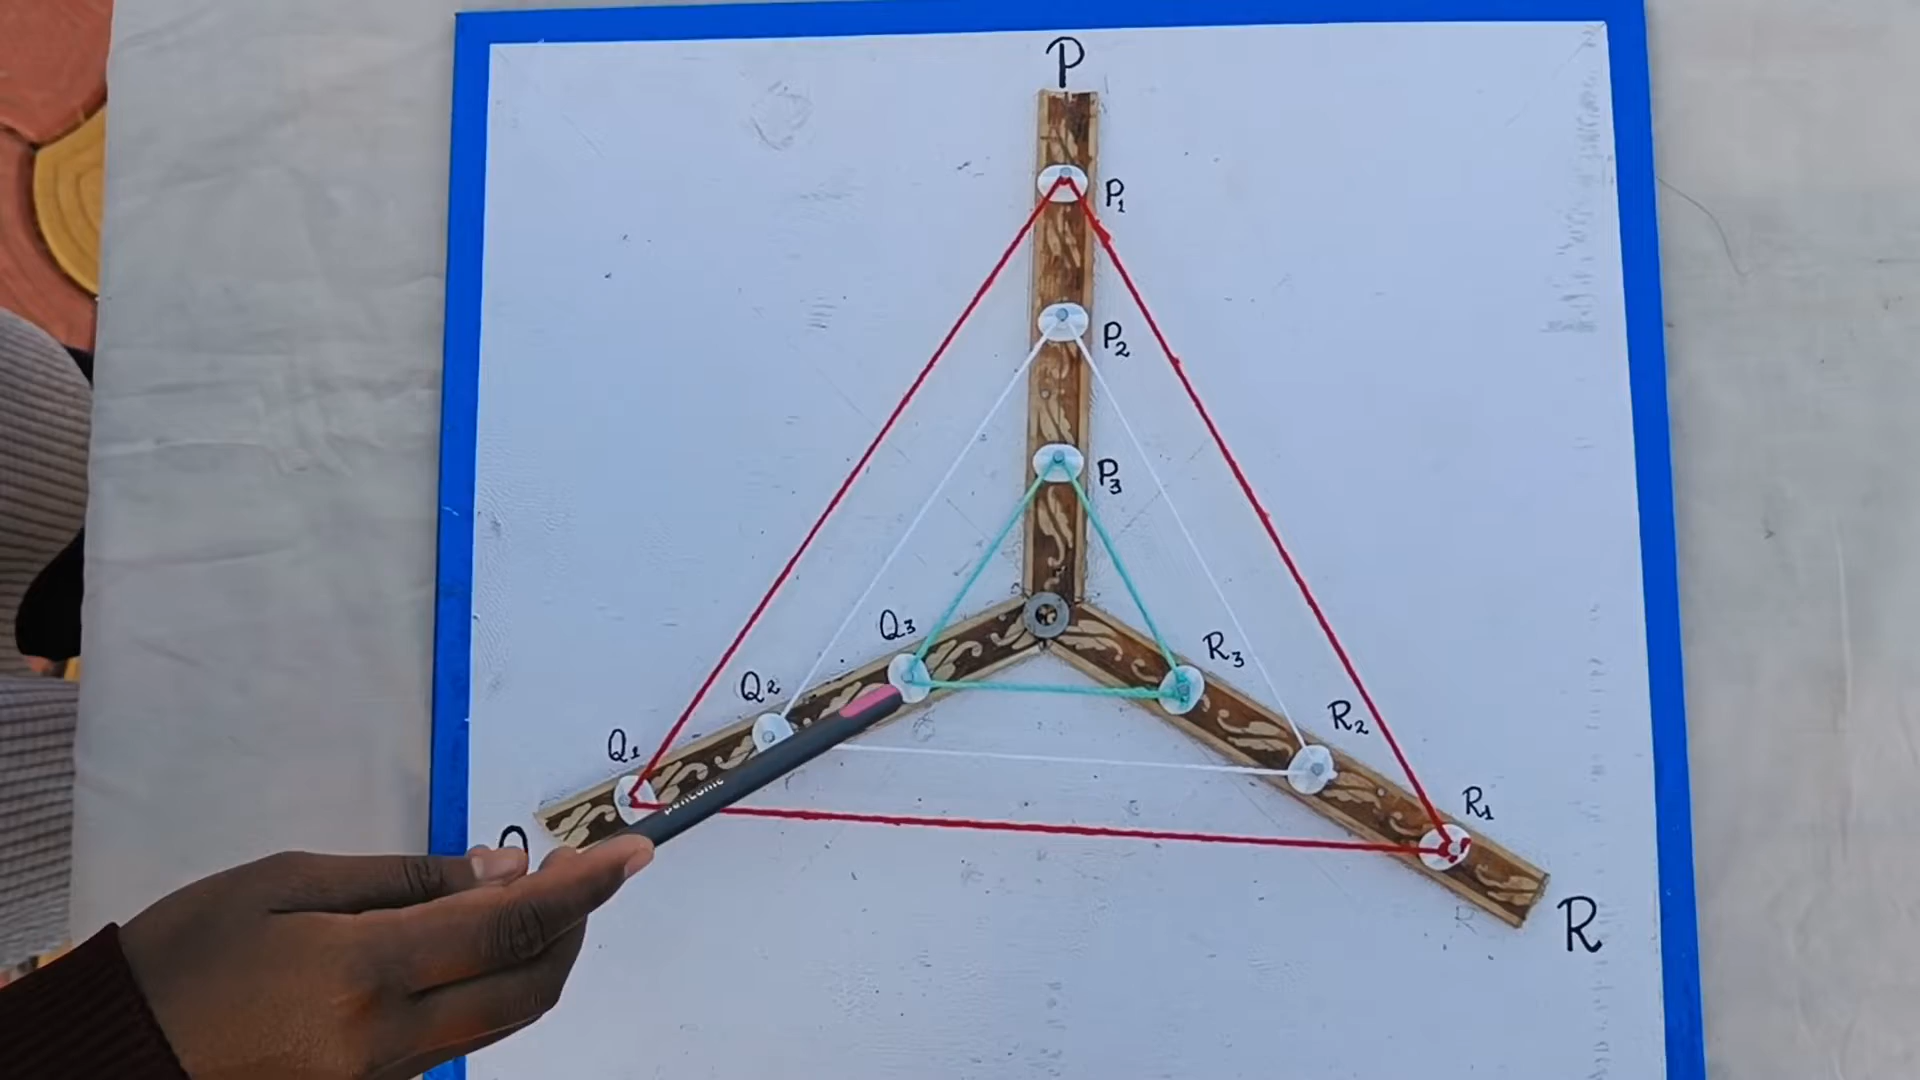 P
P₁
P₂
P₃
Q₃
R₃
Q₂
R₂
Q₁
R₁
Q
R